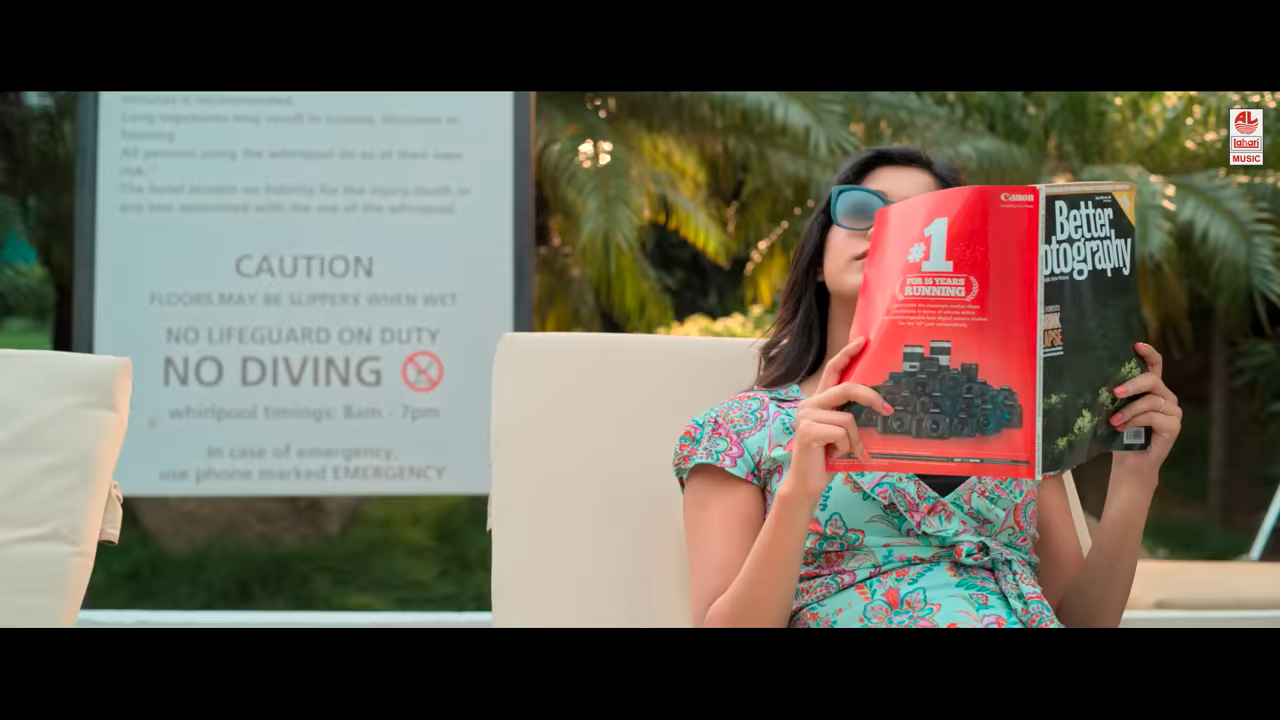 minutes is recommended.
Long exposures may result in nausea, dizziness or
fainting.
All persons using the whirlpool do so at their own
risk.
The hotel accepts no liability for the injury,death or
any loss associated with the use of the whirlpool.
CAUTION
FLOORS MAY BE SLIPPERY WHEN WET
NO LIFEGUARD ON DUTY
NO DIVING
whirlpool timings: 8am - 7pm
In case of emergency,
use phone marked EMERGENCY
Canon
#1
FOR 16 YEARS
RUNNING
Better
otography
lahari
MUSIC